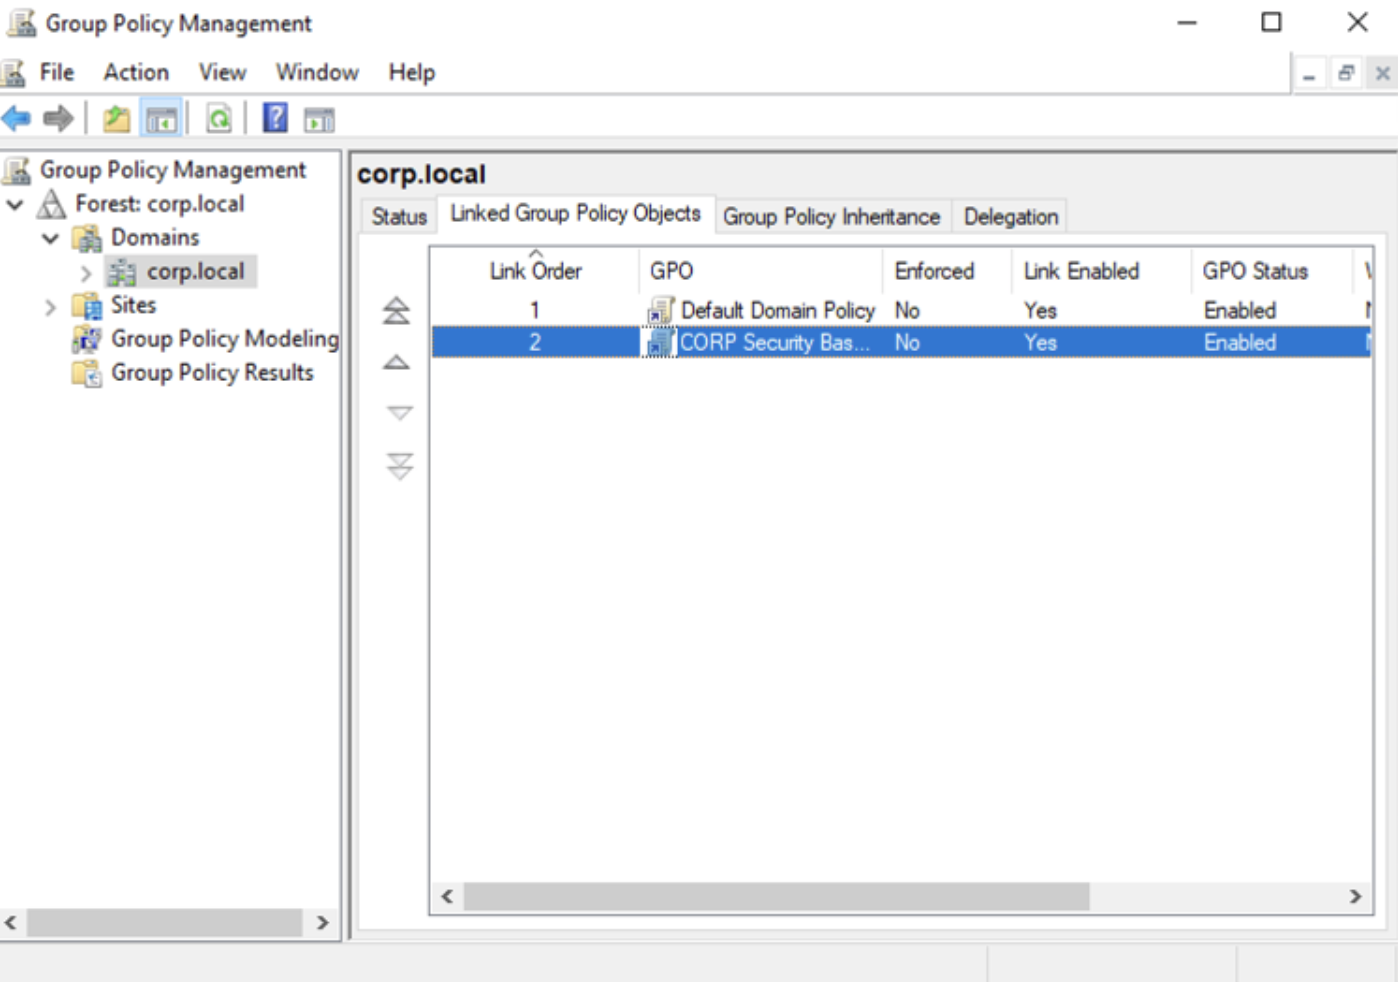 Group Policy Management
File Action View Window Help
Group Policy Management
Forest: corp.local
Domains
corp.local
Sites
Group Policy Modeling
Group Policy Results
corp.local
Status Linked Group Policy Objects Group Policy Inheritance Delegation
Link Order GPO Enforced Link Enabled GPO Status
1 Default Domain Policy No Yes Enabled
2 CORP Security Bas... No Yes Enabled